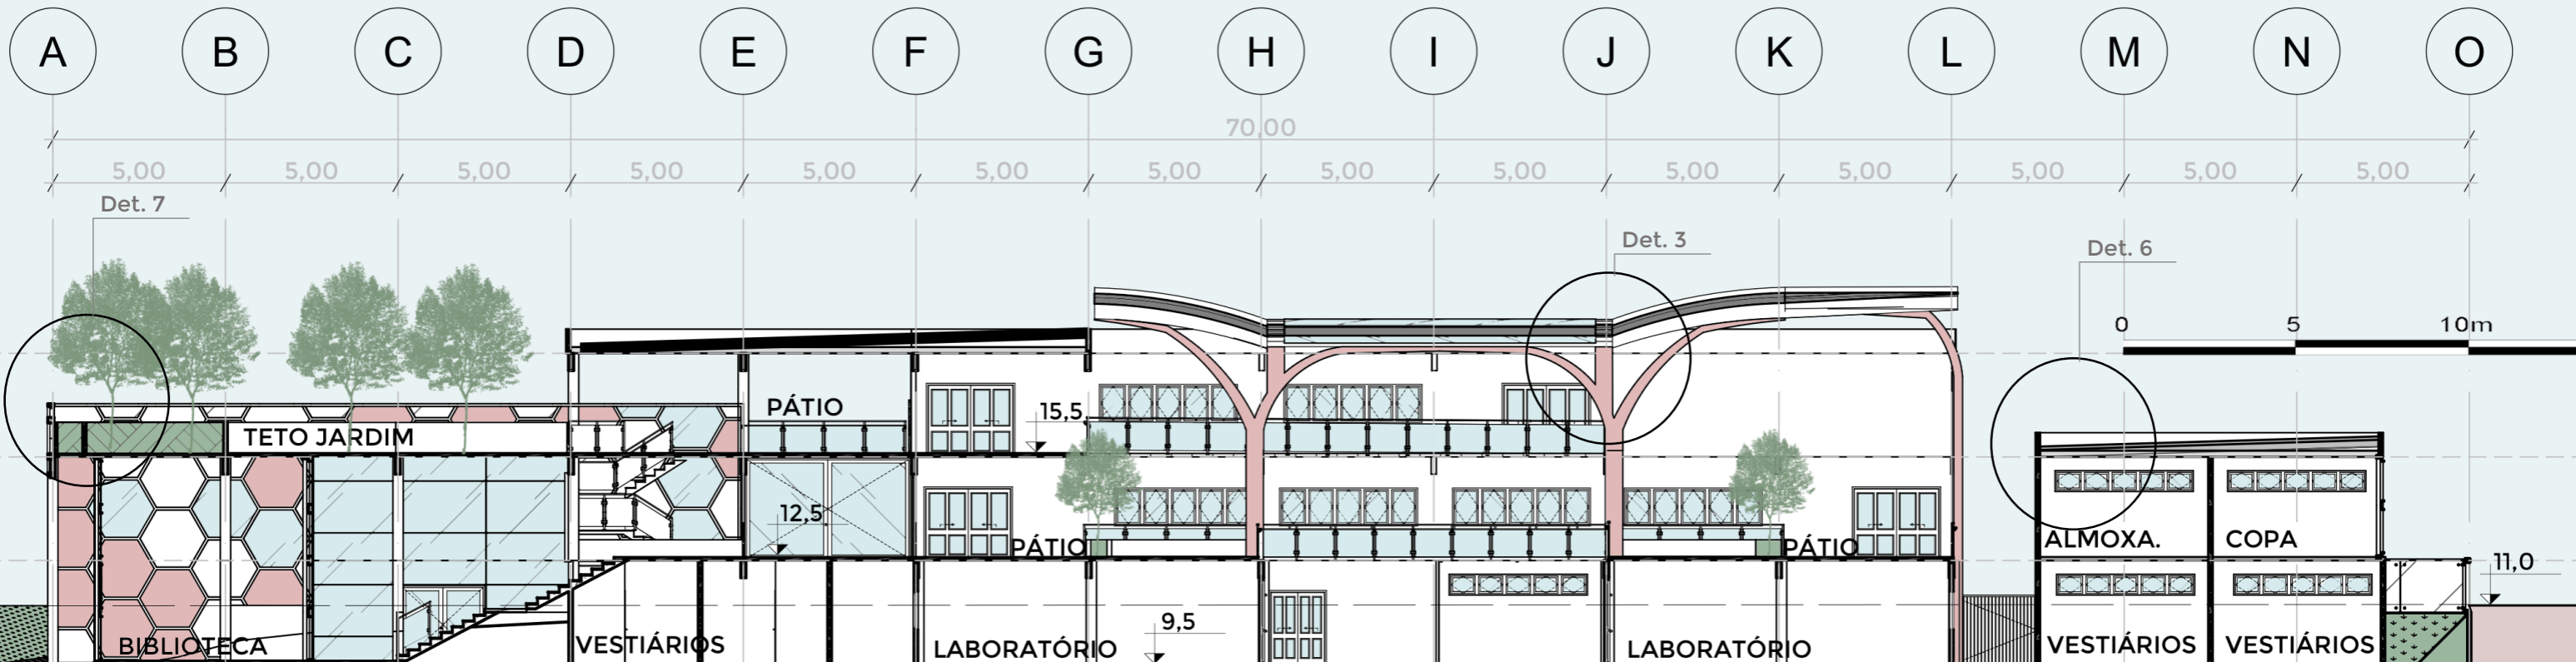 A B C D E F G H I J K L M N O
70,00
5,00 5,00 5,00 5,00 5,00 5,00 5,00 5,00 5,00 5,00 5,00 5,00 5,00 5,00
Det. 7
Det. 3
Det. 6
0 5 10m
PÁTIO
15,5
TETO JARDIM
12,5
PÁTIO
PÁTIO
ALMOXA.
COPA
11,0
9,5
BIBLIOTECA
VESTIÁRIOS
LABORATÓRIO
LABORATÓRIO
VESTIÁRIOS
VESTIÁRIOS